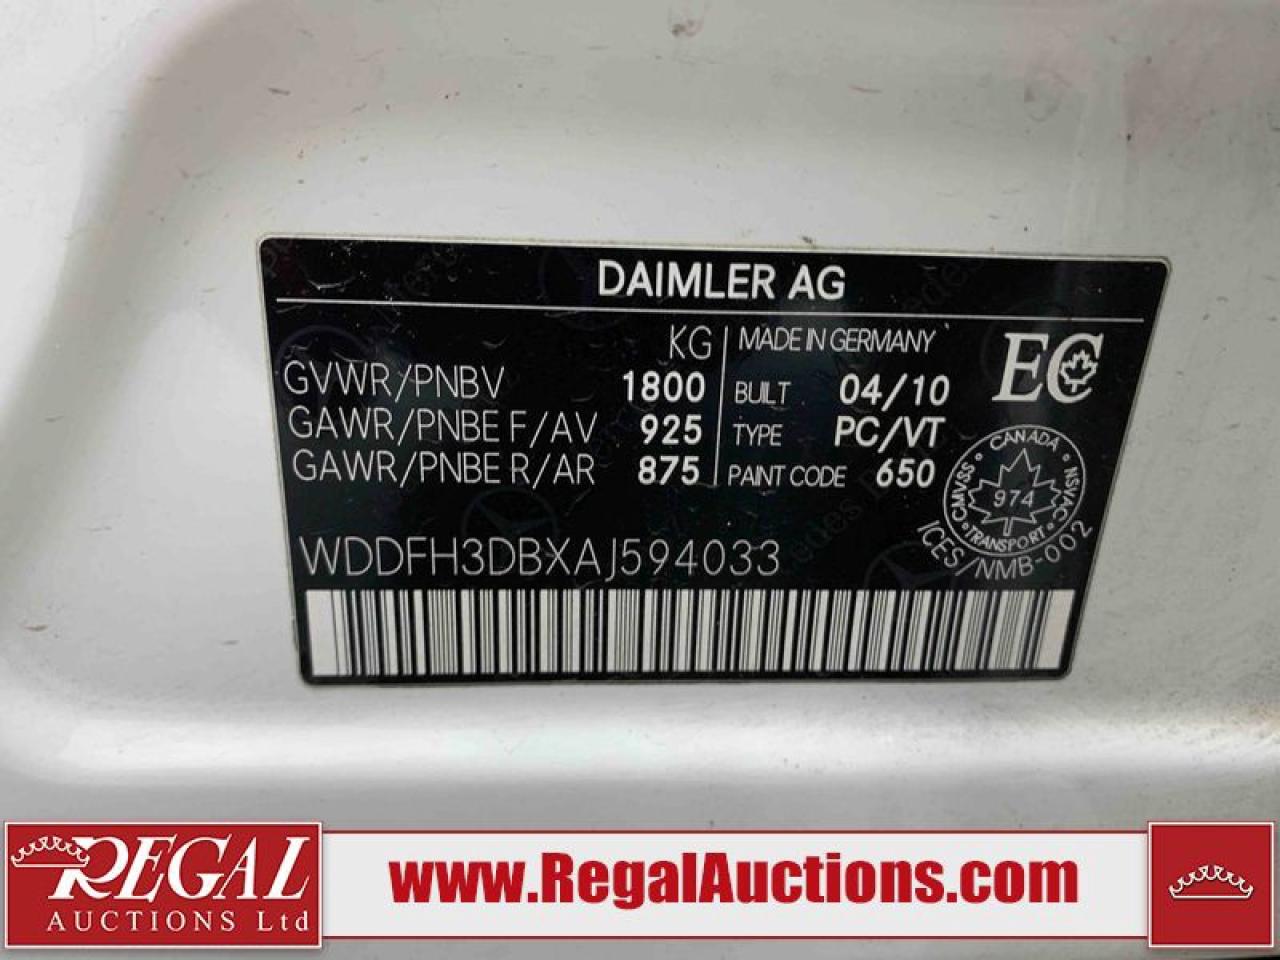 DAIMLER AG
KG
GVWR/PNBV 1800
GAWR/PNBE F/AV 925
GAWR/PNBE R/AR 875
MADE IN GERMANY
BUILT 04/10
TYPE PC/VT
PAINT CODE 650
EC
CANADA
CMVSS 974 NSVAC
TRANSPORT
ICES/NMB-002
WDDFH3DBXAJ594033
REGAL
AUCTIONS Ltd
www.RegalAuctions.com